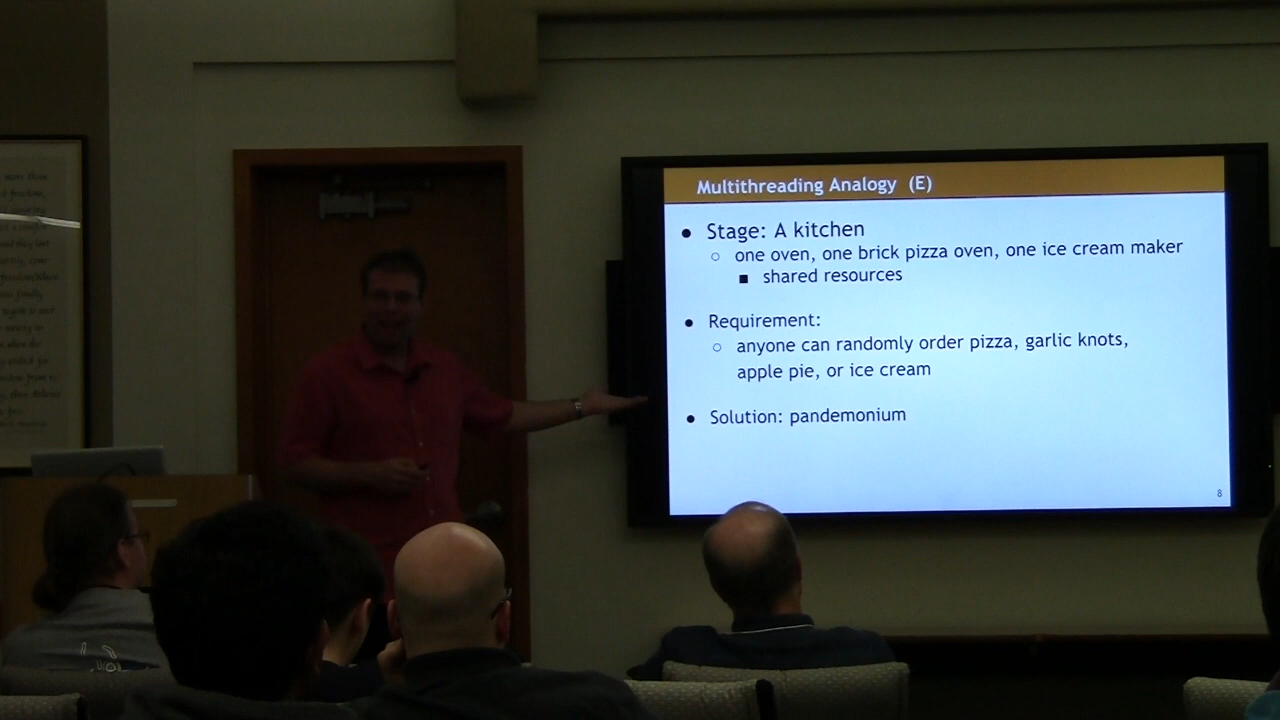 Multithreading Analogy (E)
● Stage: A kitchen
○ one oven, one brick pizza oven, one ice cream maker
■ shared resources
● Requirement:
○ anyone can randomly order pizza, garlic knots,
apple pie, or ice cream
● Solution: pandemonium
8